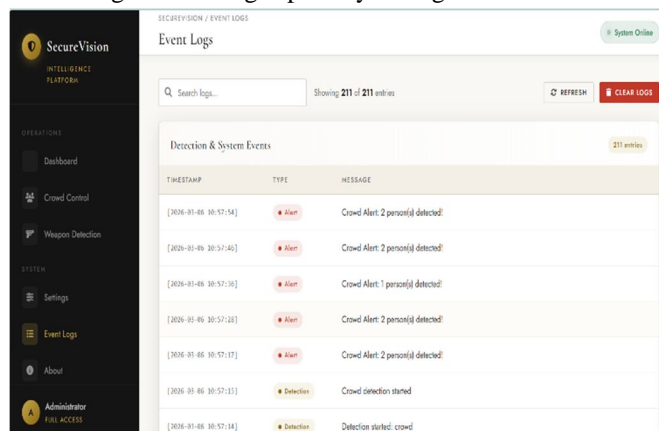 SecureVision
INTELLIGENCE
PLATFORM
OPERATIONS
Dashboard
Crowd Control
Weapon Detection
SYSTEM
Settings
Event Logs
About
A
Administrator
FULL ACCESS
SECUREVISION / EVENT LOGS
Event Logs
System Online
Search logs...
Showing 211 of 211 entries
REFRESH
CLEAR LOGS
Detection & System Events
211 entries
TIMESTAMP TYPE MESSAGE
[2026-03-06 10:57:54] Alert Crowd Alert: 2 person(s) detected!
[2026-03-06 10:57:46] Alert Crowd Alert: 2 person(s) detected!
[2026-03-06 10:57:36] Alert Crowd Alert: 1 person(s) detected!
[2026-03-06 10:57:28] Alert Crowd Alert: 2 person(s) detected!
[2026-03-06 10:57:17] Alert Crowd Alert: 2 person(s) detected!
[2026-03-06 10:57:15] Detection Crowd detection started
[2026-03-06 10:57:14] Detection Detection started: crowd